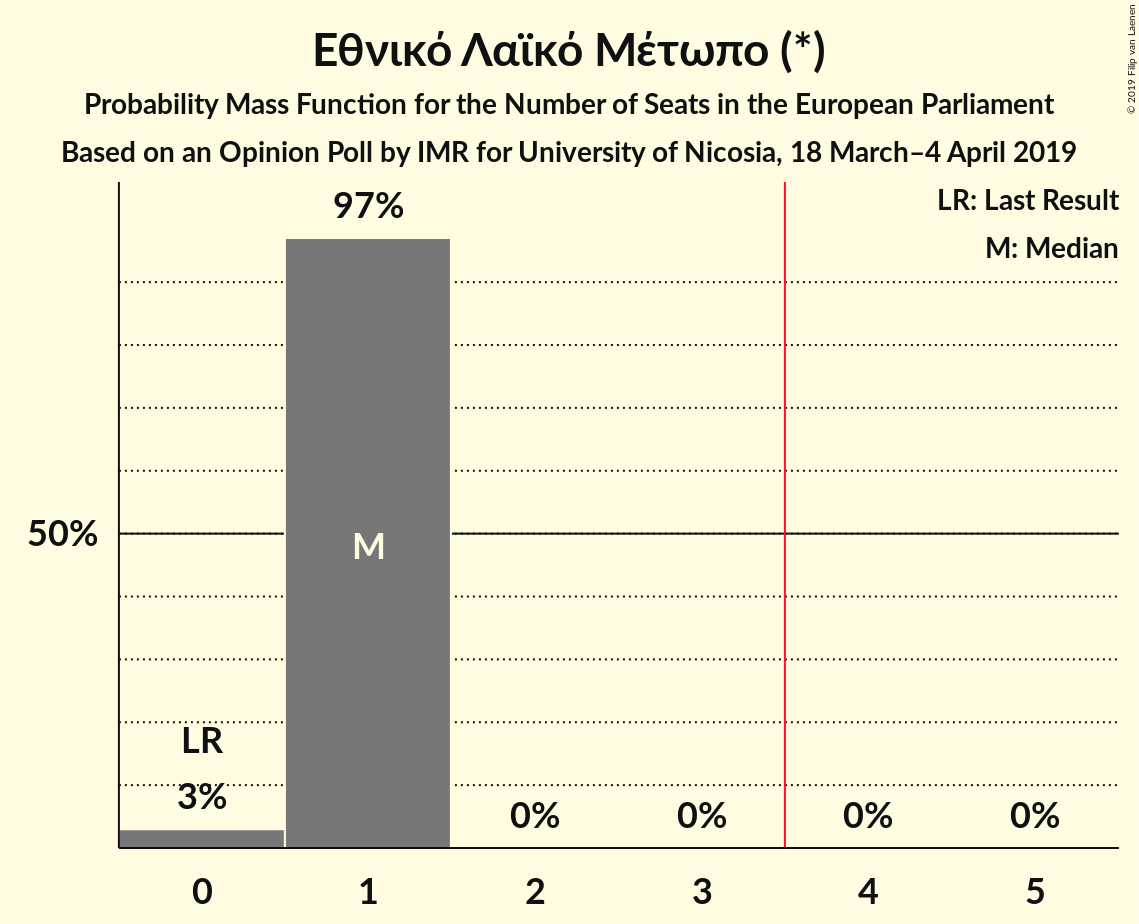 Εθνικό Λαϊκό Μέτωπο (*)
Probability Mass Function for the Number of Seats in the European Parliament
Based on an Opinion Poll by IMR for University of Nicosia, 18 March–4 April 2019
© 2019 Filip van Laenen
LR: Last Result
M: Median
97%
50%
M
LR
3%
0%
0%
0%
0%
0
1
2
3
4
5